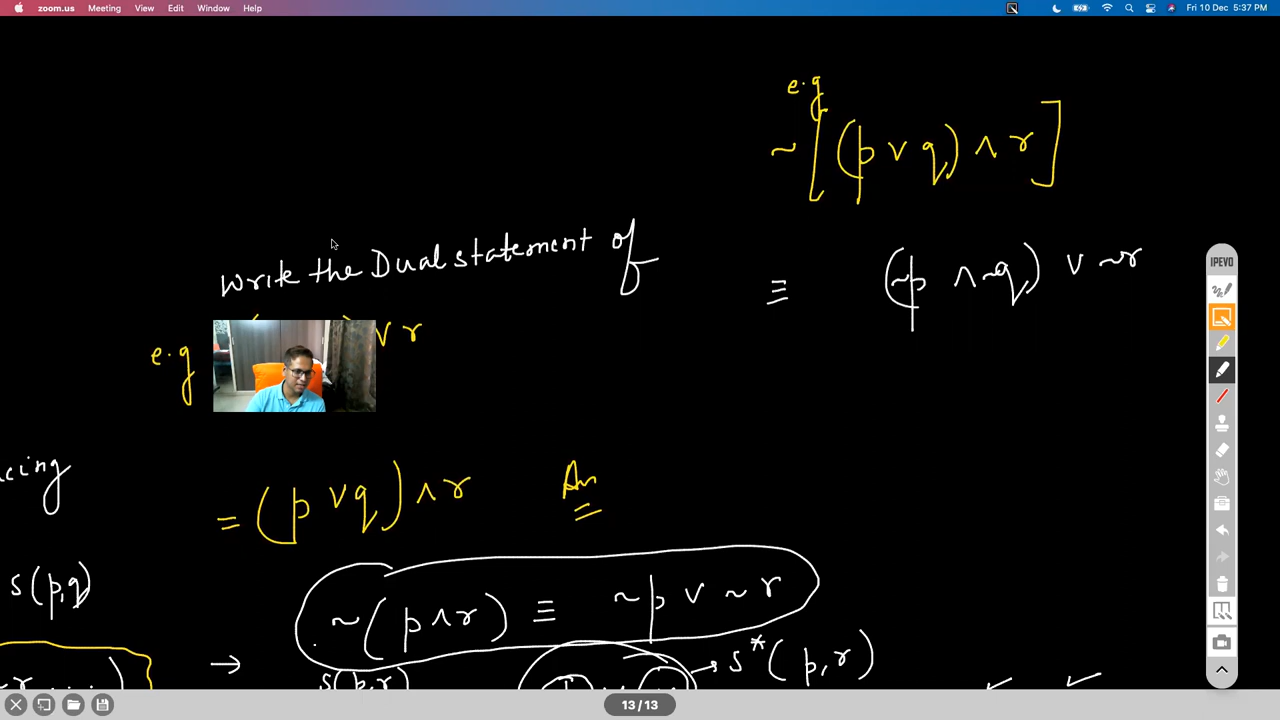 zoom.us Meeting View Edit Window Help Fri 10 Dec 5:37 PM
e.g
~[(p ∨ q) ∧ r]
≡ (~p ∧ ~q) ∨ ~r
Write the Dual statement of
e.g ∨ r
= (p ∨ q) ∧ r Ans
s(p,q)
~(p ∧ r) ≡ ~p ∨ ~r
→ s(p,r) → s*(p,r)
IPEVO
13/13